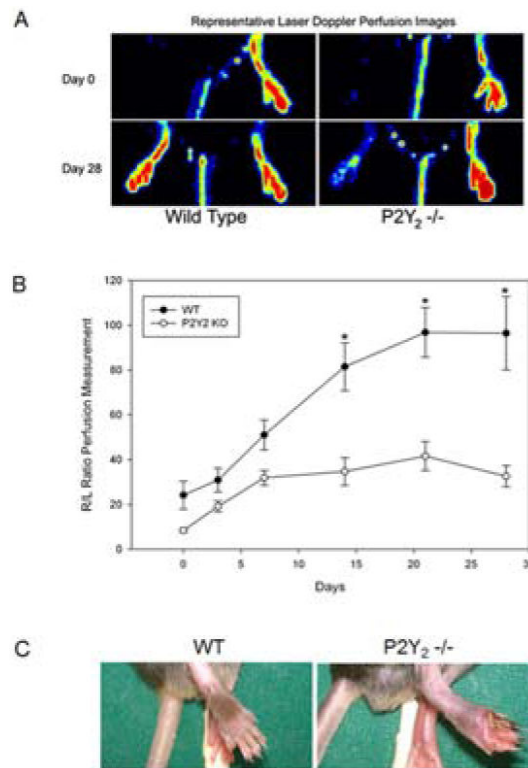 A
Representative Laser Doppler Perfusion Images
Day 0
Day 28
Wild Type
P2Y₂ -/-
B
R/L Ratio Perfusion Measurement
120
100
80
60
40
20
0
WT
P2Y2 KO
*
*
*
0 5 10 15 20 25 30
Days
C
WT
P2Y₂ -/-